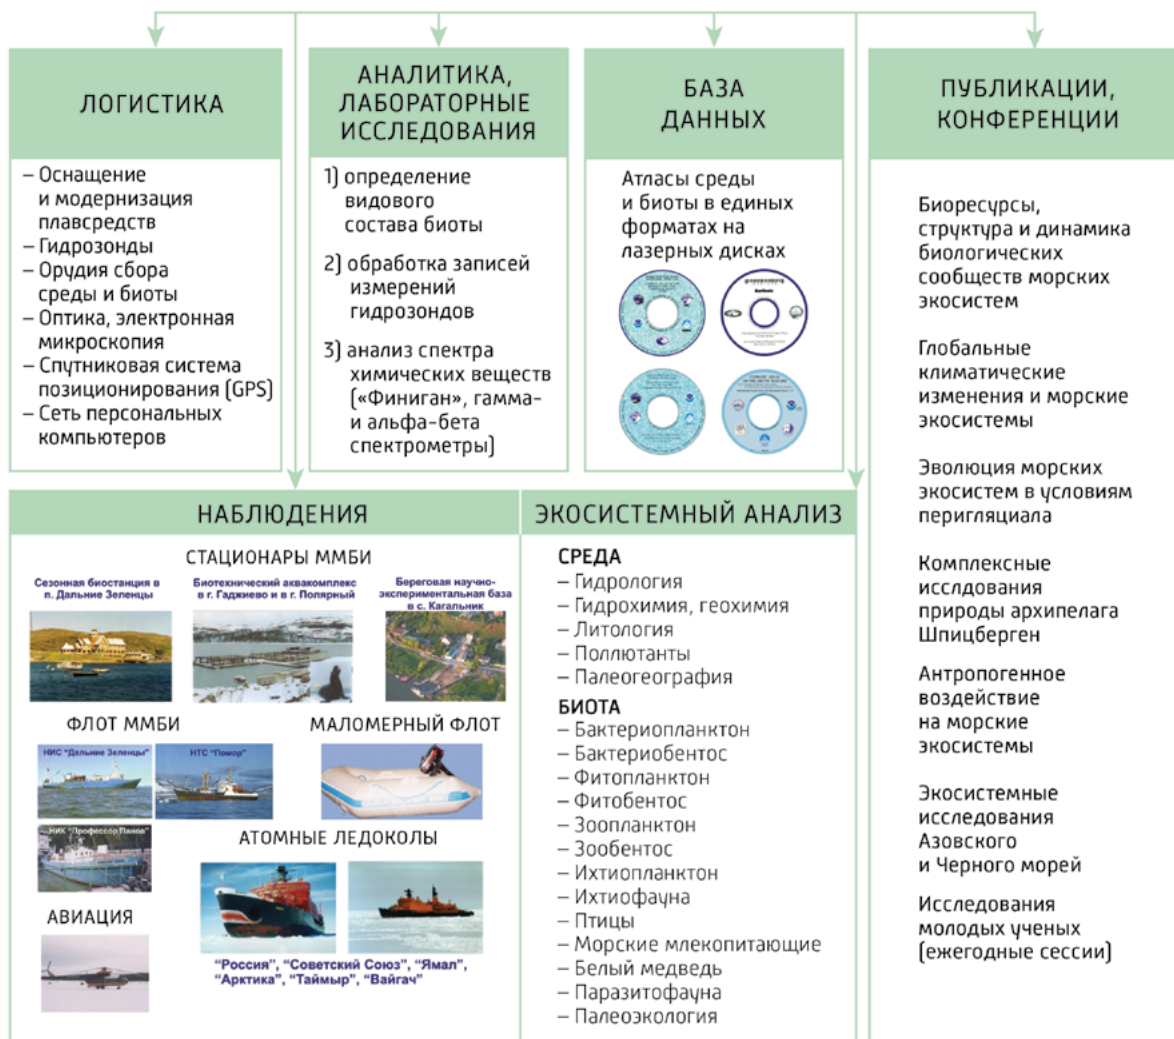 ЛОГИСТИКА
– Оснащение
и модернизация
плавсредств
– Гидрозонды
– Орудия сбора
среды и биоты
– Оптика, электронная
микроскопия
– Спутниковая система
позиционирования (GPS)
– Сеть персональных
компьютеров
АНАЛИТИКА,
ЛАБОРАТОРНЫЕ
ИССЛЕДОВАНИЯ
1) определение
видового
состава биоты
2) обработка записей
измерений
гидрозондов
3) анализ спектра
химических веществ
(«Финиган», гамма-
и альфа-бета
спектрометры)
БАЗА
ДАННЫХ
Атласы среды
и биоты в единых
форматах на
лазерных дисках
ПУБЛИКАЦИИ,
КОНФЕРЕНЦИИ
Биоресурсы,
структура и динамика
биологических
сообществ морских
экосистем
Глобальные
климатические
изменения и морские
экосистемы
Эволюция морских
экосистем в условиям
перигляциала
Комплексные
исслдования
природы архипелага
Шпицберген
Антропогенное
воздействие
на морские
экосистемы
Экосистемные
исследования
Азовского
и Черного морей
Исследования
молодых ученых
(ежегодные сессии)
НАБЛЮДЕНИЯ
СТАЦИОНАРЫ ММБИ
Сезонная биостанция в
п. Дальние Зеленцы
Биотехнический аквакомплекс
в г. Гаджиево и в г. Полярный
Береговая научно-
экспериментальная база
в с. Кагальник
ФЛОТ ММБИ
НИС "Дальние Зеленцы"
НТС "Помор"
НИК "Профессор Панов"
МАЛОМЕРНЫЙ ФЛОТ
АТОМНЫЕ ЛЕДОКОЛЫ
"Россия", "Советский Союз", "Ямал",
"Арктика", "Таймыр", "Вайгач"
АВИАЦИЯ
ЭКОСИСТЕМНЫЙ АНАЛИЗ
СРЕДА
– Гидрология
– Гидрохимия, геохимия
– Литология
– Поллютанты
– Палеогеография
БИОТА
– Бактериопланктон
– Бактериобентос
– Фитопланктон
– Фитобентос
– Зоопланктон
– Зообентос
– Ихтиопланктон
– Ихтиофауна
– Птицы
– Морские млекопитающие
– Белый медведь
– Паразитофауна
– Палеоэкология